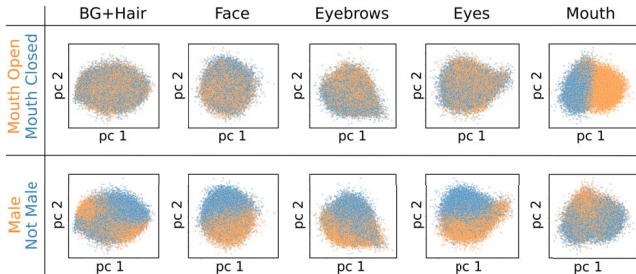 BG+Hair Face Eyebrows Eyes Mouth
Mouth Open
Mouth Closed
pc 2 pc 2 pc 2 pc 2 pc 2
pc 1 pc 1 pc 1 pc 1 pc 1
Male
Not Male
pc 2 pc 2 pc 2 pc 2 pc 2
pc 1 pc 1 pc 1 pc 1 pc 1